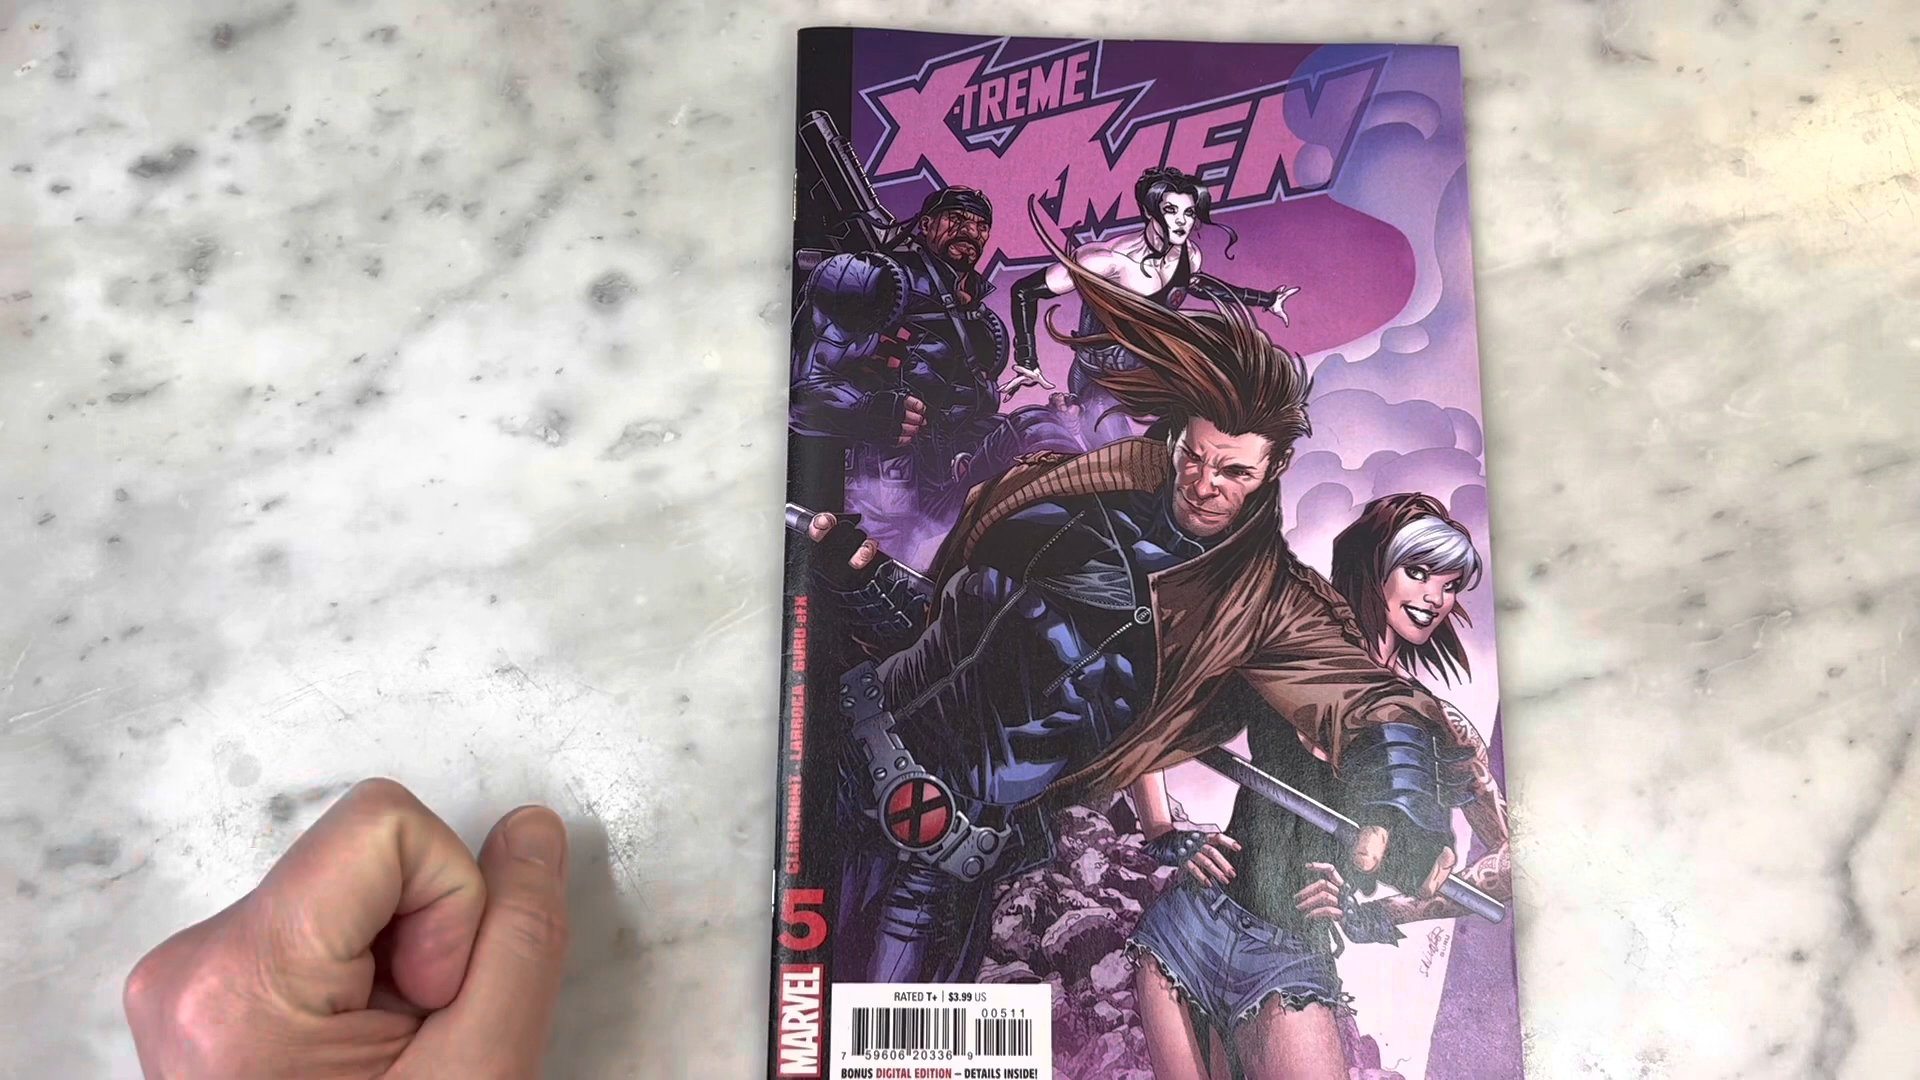 X-TREME
X-MEN
CLAREMONT · LARROCA · GURU-eFX
5
MARVEL
RATED T+ | $3.99 US
00511
7 59606 20336 9
BONUS DIGITAL EDITION – DETAILS INSIDE!
GURU